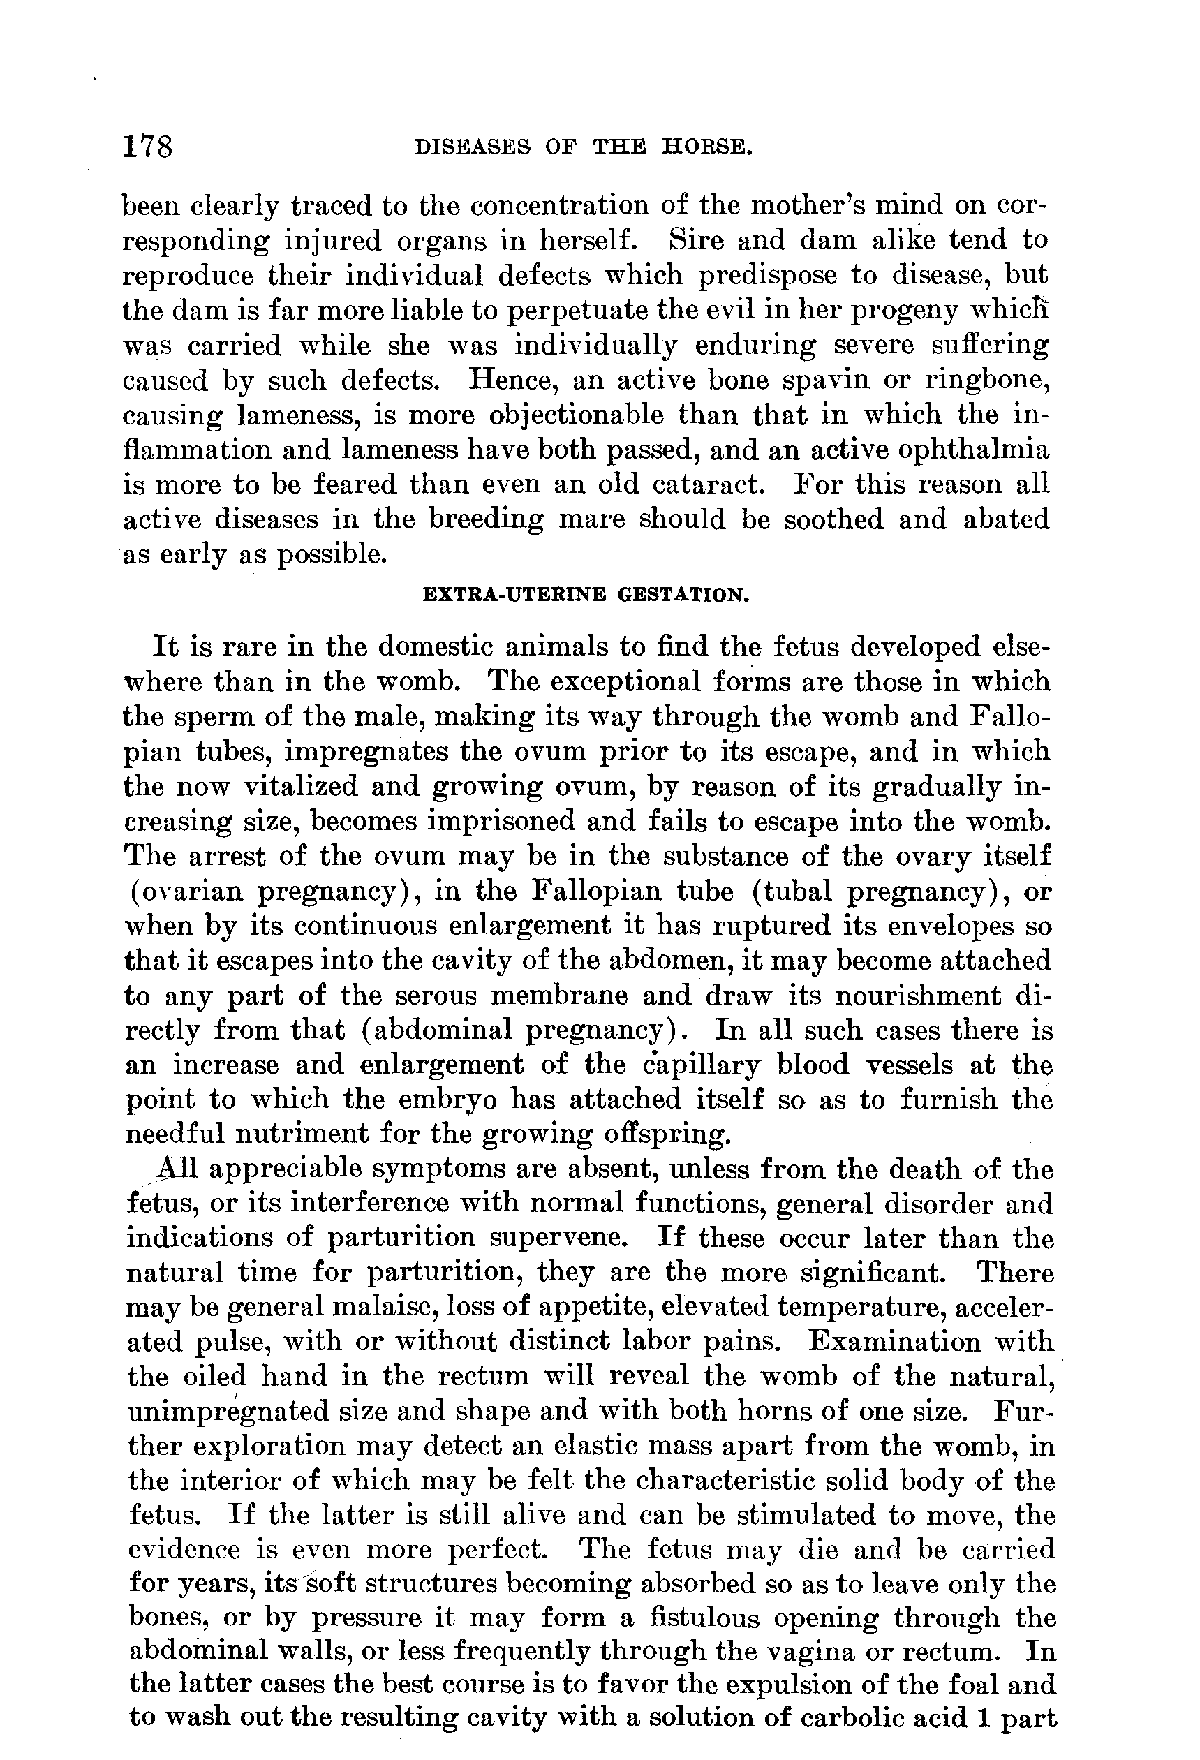 178 DISEASES OF THE HORSE.
been clearly traced to the concentration of the mother's mind on cor-
responding injured organs in herself. Sire and dam alike tend to
reproduce their individual defects which predispose to disease, but
the dam is far more liable to perpetuate the evil in her progeny which
was carried while she was individually enduring severe suffering
caused by such defects. Hence, an active bone spavin or ringbone,
causing lameness, is more objectionable than that in which the in-
flammation and lameness have both passed, and an active ophthalmia
is more to be feared than even an old cataract. For this reason all
active diseases in the breeding mare should be soothed and abated
as early as possible.
EXTRA-UTERINE GESTATION.
It is rare in the domestic animals to find the fetus developed else-
where than in the womb. The exceptional forms are those in which
the sperm of the male, making its way through the womb and Fallo-
pian tubes, impregnates the ovum prior to its escape, and in which
the now vitalized and growing ovum, by reason of its gradually in-
creasing size, becomes imprisoned and fails to escape into the womb.
The arrest of the ovum may be in the substance of the ovary itself
(ovarian pregnancy), in the Fallopian tube (tubal pregnancy), or
when by its continuous enlargement it has ruptured its envelopes so
that it escapes into the cavity of the abdomen, it may become attached
to any part of the serous membrane and draw its nourishment di-
rectly from that (abdominal pregnancy). In all such cases there is
an increase and enlargement of the capillary blood vessels at the
point to which the embryo has attached itself so as to furnish the
needful nutriment for the growing offspring.
All appreciable symptoms are absent, unless from the death of the
fetus, or its interference with normal functions, general disorder and
indications of parturition supervene. If these occur later than the
natural time for parturition, they are the more significant. There
may be general malaise, loss of appetite, elevated temperature, acceler-
ated pulse, with or without distinct labor pains. Examination with
the oiled hand in the rectum will reveal the womb of the natural,
unimpregnated size and shape and with both horns of one size. Fur-
ther exploration may detect an elastic mass apart from the womb, in
the interior of which may be felt the characteristic solid body of the
fetus. If the latter is still alive and can be stimulated to move, the
evidence is even more perfect. The fetus may die and be carried
for years, its soft structures becoming absorbed so as to leave only the
bones, or by pressure it may form a fistulous opening through the
abdominal walls, or less frequently through the vagina or rectum. In
the latter cases the best course is to favor the expulsion of the foal and
to wash out the resulting cavity with a solution of carbolic acid 1 part